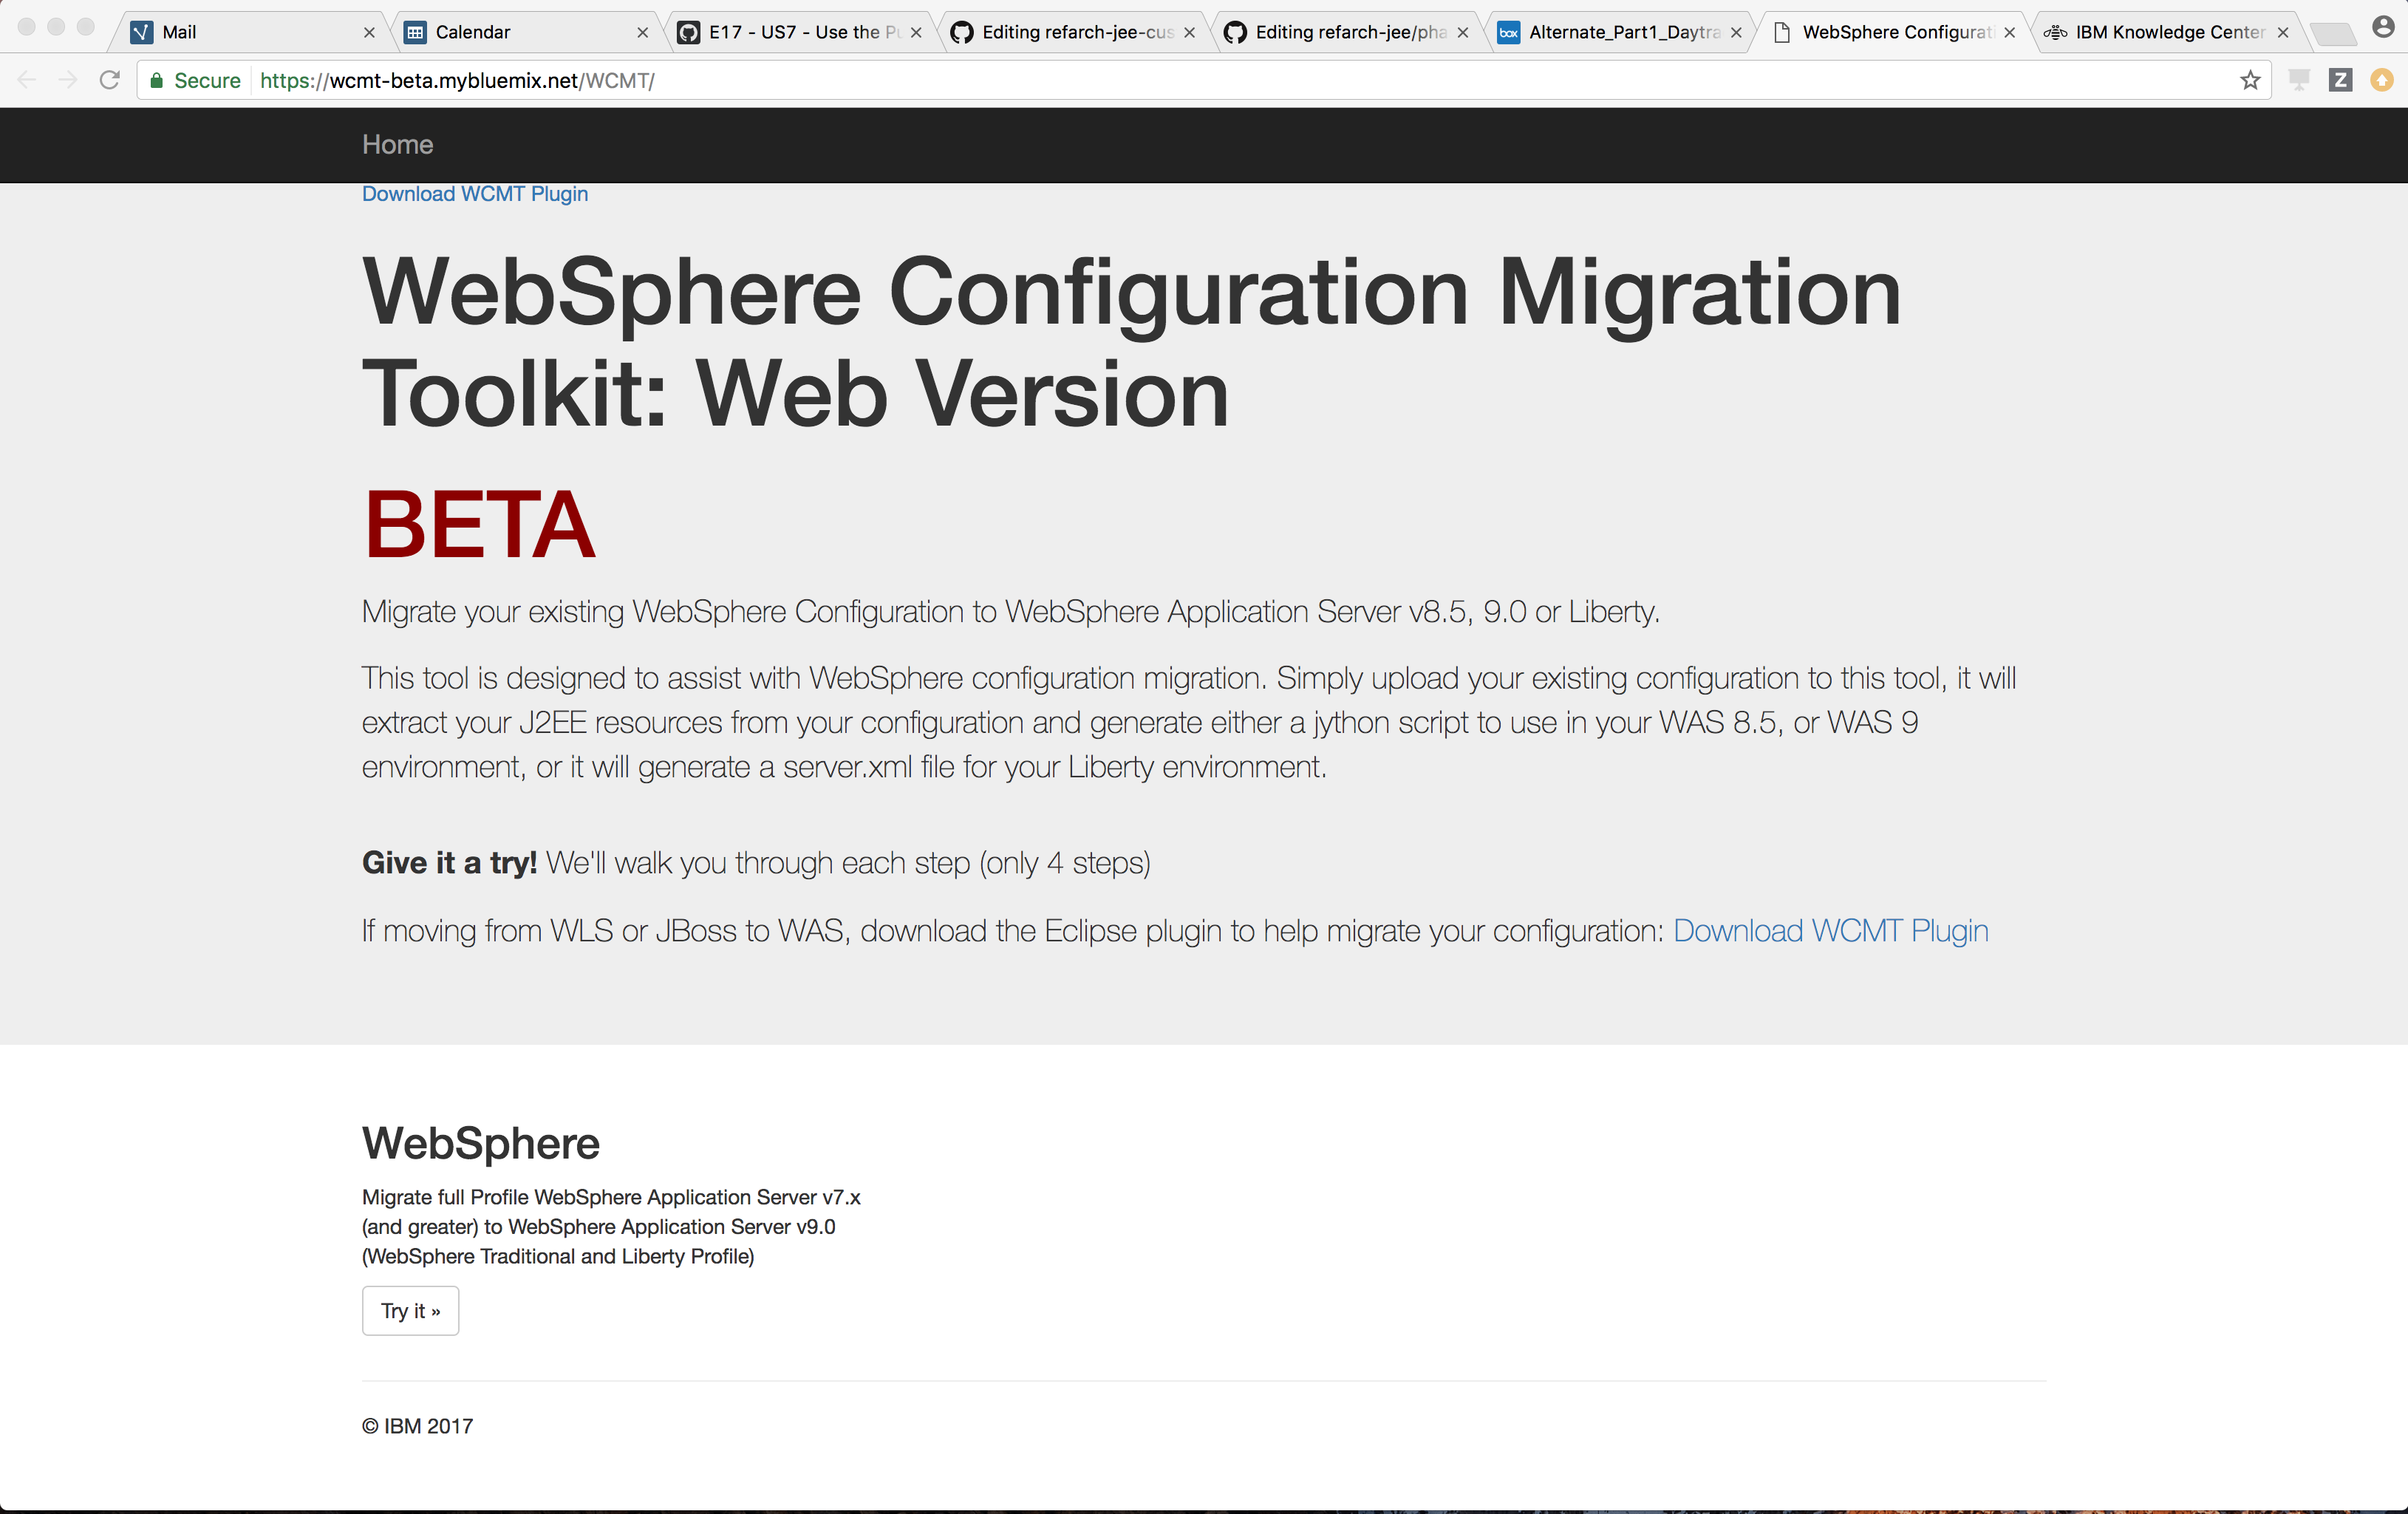 Mail
Calendar
E17 - US7 - Use the Pu
Editing refarch-jee-cus
Editing refarch-jee/pha
box
Alternate_Part1_Daytra
WebSphere Configurati
IBM Knowledge Center
Secure https://wcmt-beta.mybluemix.net/WCMT/
Z
Home
Download WCMT Plugin
WebSphere Configuration Migration
Toolkit: Web Version
BETA
Migrate your existing WebSphere Configuration to WebSphere Application Server v8.5, 9.0 or Liberty.
This tool is designed to assist with WebSphere configuration migration. Simply upload your existing configuration to this tool, it will
extract your J2EE resources from your configuration and generate either a jython script to use in your WAS 8.5, or WAS 9
environment, or it will generate a server.xml file for your Liberty environment.
Give it a try! We'll walk you through each step (only 4 steps)
If moving from WLS or JBoss to WAS, download the Eclipse plugin to help migrate your configuration: Download WCMT Plugin
WebSphere
Migrate full Profile WebSphere Application Server v7.x
(and greater) to WebSphere Application Server v9.0
(WebSphere Traditional and Liberty Profile)
Try it »
© IBM 2017